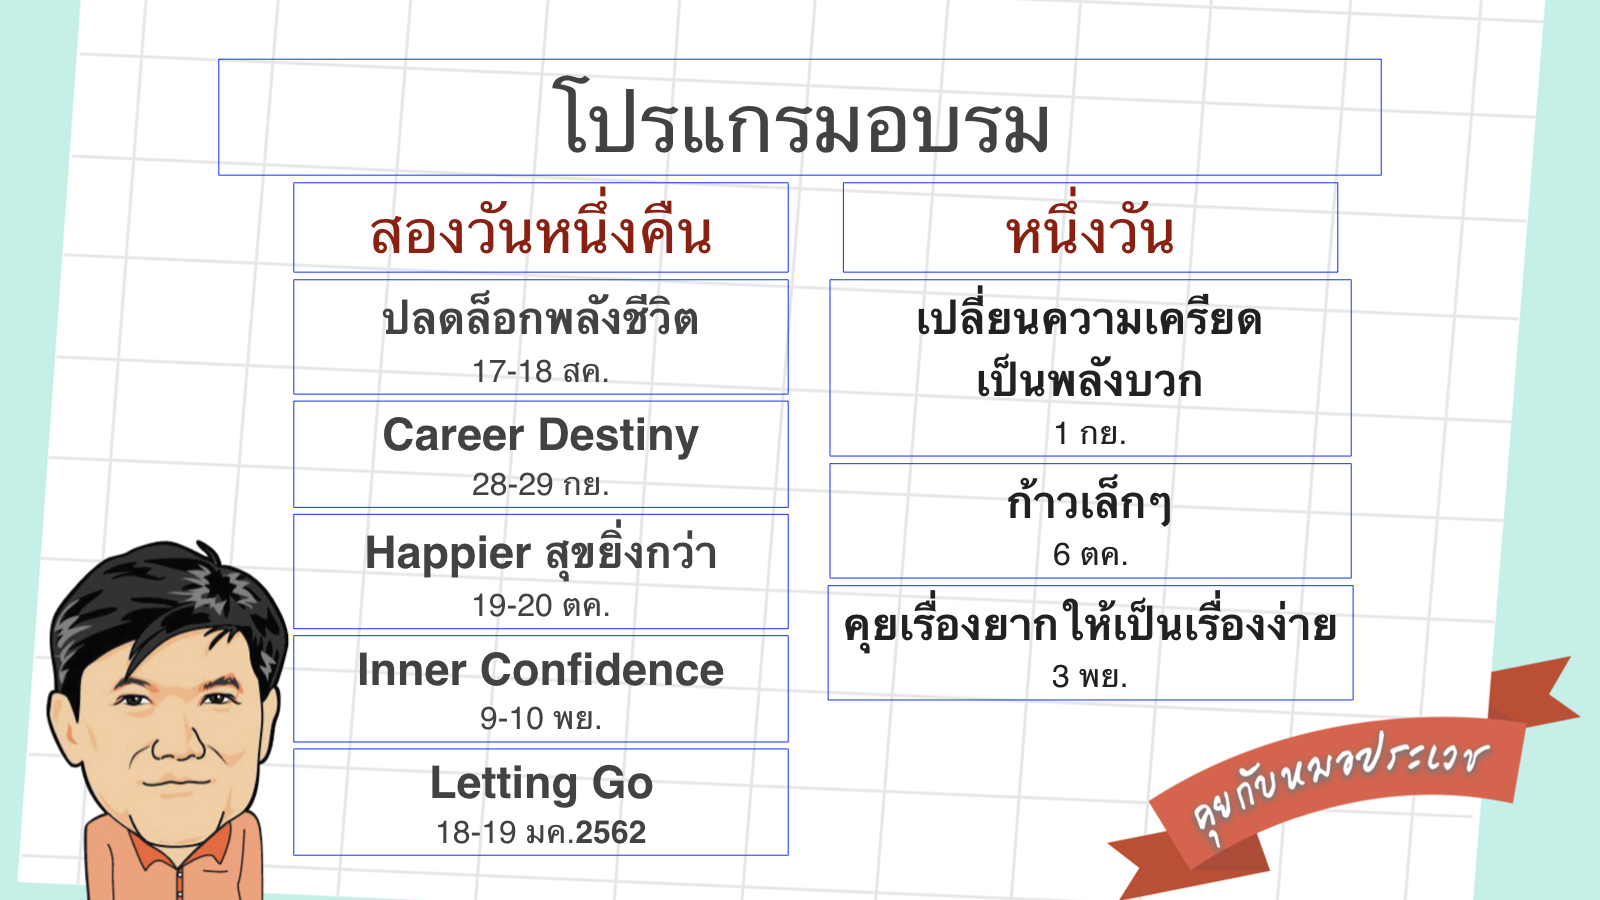 โปรแกรมอบรม
สองวันหนึ่งคืน
ปลดล็อกพลังชีวิต
17-18 สค.
Career Destiny
28-29 กย.
Happier สุขยิ่งกว่า
19-20 ตค.
Inner Confidence
9-10 พย.
Letting Go
18-19 มค.2562
หนึ่งวัน
เปลี่ยนความเครียด
เป็นพลังบวก
1 กย.
ก้าวเล็กๆ
6 ตค.
คุยเรื่องยากให้เป็นเรื่องง่าย
3 พย.
คุยกับหมอประเวช